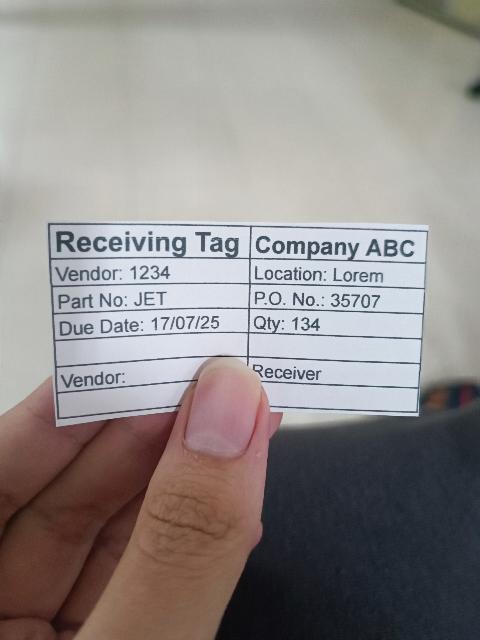 Receiving Tag Company ABC
Vendor: 1234 Location: Lorem
Part No: JET P.O. No.: 35707
Due Date: 17/07/25 Qty: 134
Vendor: Receiver